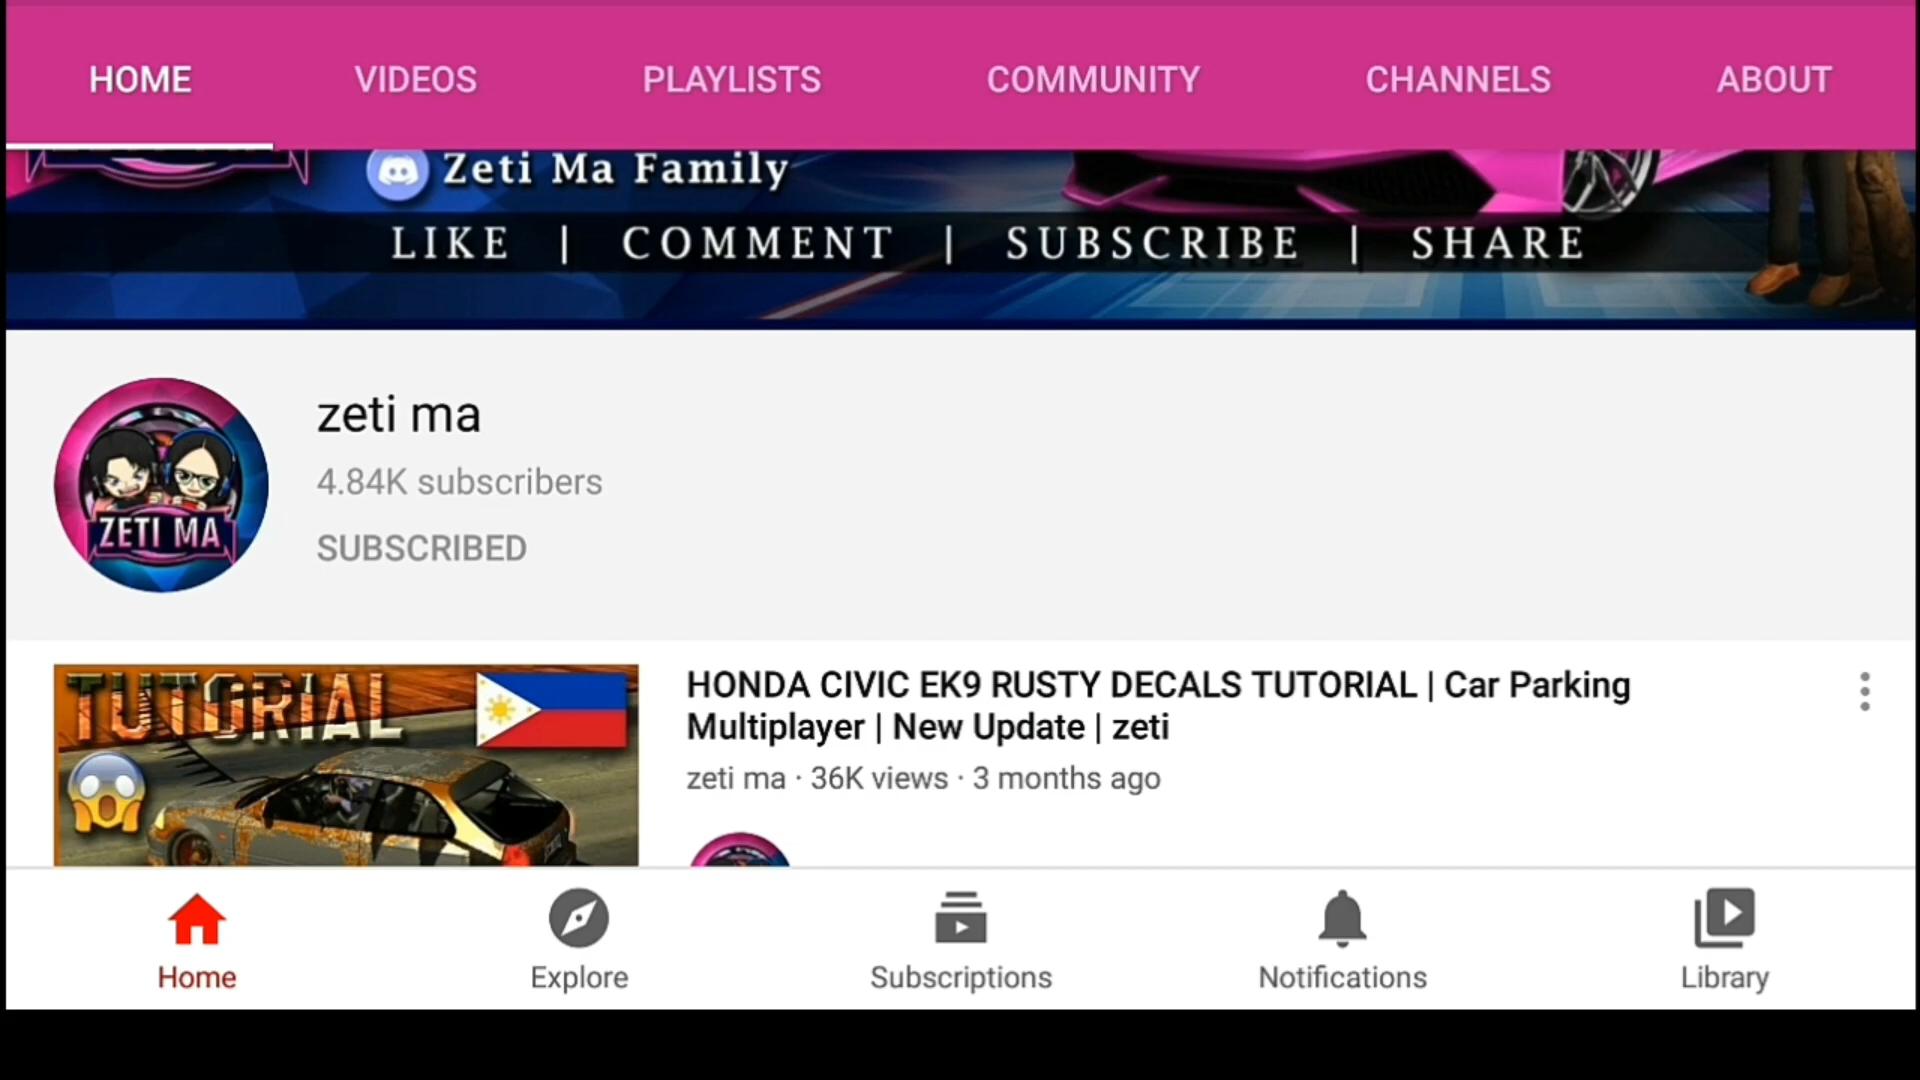 HOME VIDEOS PLAYLISTS COMMUNITY CHANNELS ABOUT
Zeti Ma Family
LIKE | COMMENT | SUBSCRIBE | SHARE
zeti ma
4.84K subscribers
SUBSCRIBED
ZETI MA
TUTORIAL
HONDA CIVIC EK9 RUSTY DECALS TUTORIAL | Car Parking
Multiplayer | New Update | zeti
zeti ma · 36K views · 3 months ago
Home Explore Subscriptions Notifications Library